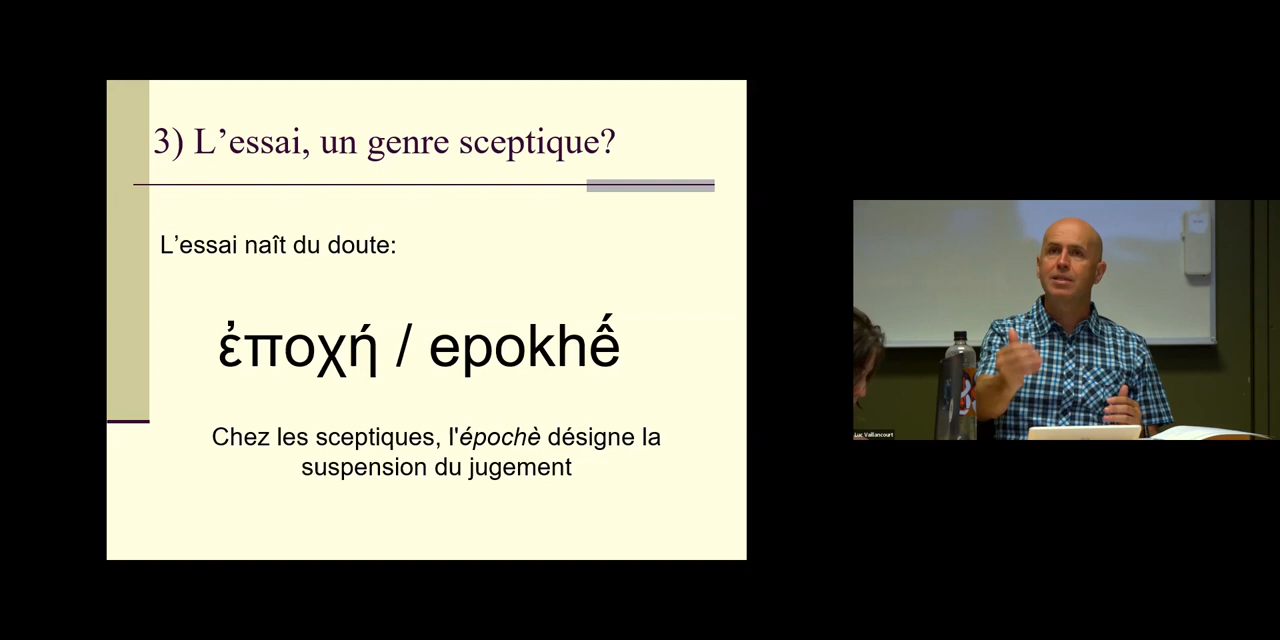 3) L’essai, un genre sceptique?
L’essai naît du doute:
ἐποχή / epokhế
Chez les sceptiques, l'épochè désigne la
suspension du jugement
Luc Vaillancourt